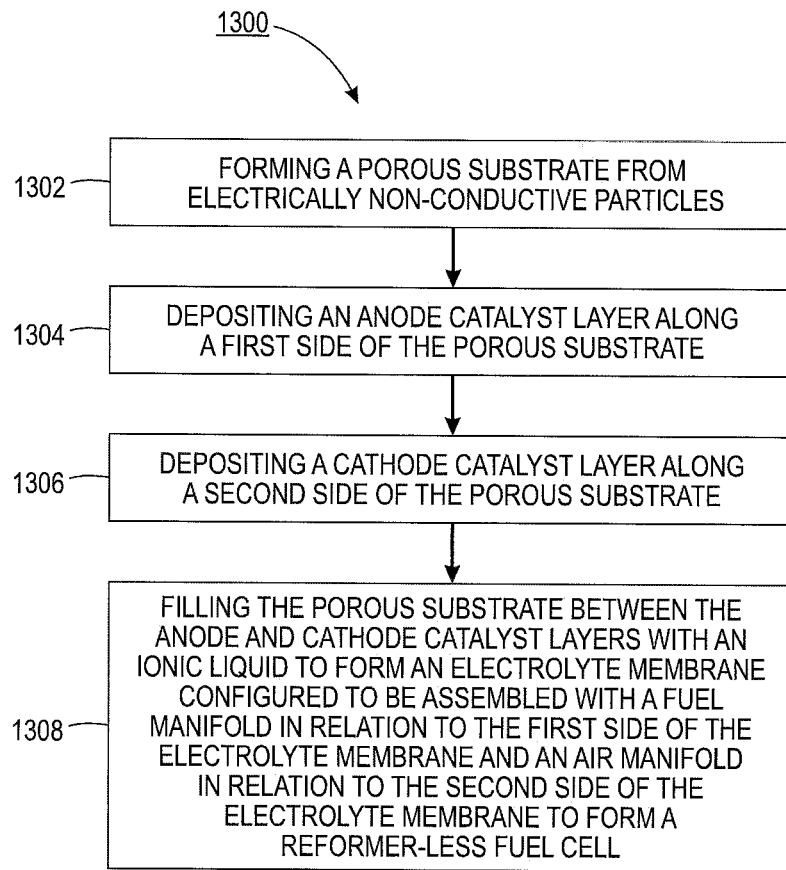 1300
1302
FORMING A POROUS SUBSTRATE FROM
ELECTRICALLY NON-CONDUCTIVE PARTICLES
1304
DEPOSITING AN ANODE CATALYST LAYER ALONG
A FIRST SIDE OF THE POROUS SUBSTRATE
1306
DEPOSITING A CATHODE CATALYST LAYER ALONG
A SECOND SIDE OF THE POROUS SUBSTRATE
1308
FILLING THE POROUS SUBSTRATE BETWEEN THE
ANODE AND CATHODE CATALYST LAYERS WITH AN
IONIC LIQUID TO FORM AN ELECTROLYTE MEMBRANE
CONFIGURED TO BE ASSEMBLED WITH A FUEL
MANIFOLD IN RELATION TO THE FIRST SIDE OF THE
ELECTROLYTE MEMBRANE AND AN AIR MANIFOLD
IN RELATION TO THE SECOND SIDE OF THE
ELECTROLYTE MEMBRANE TO FORM A
REFORMER-LESS FUEL CELL